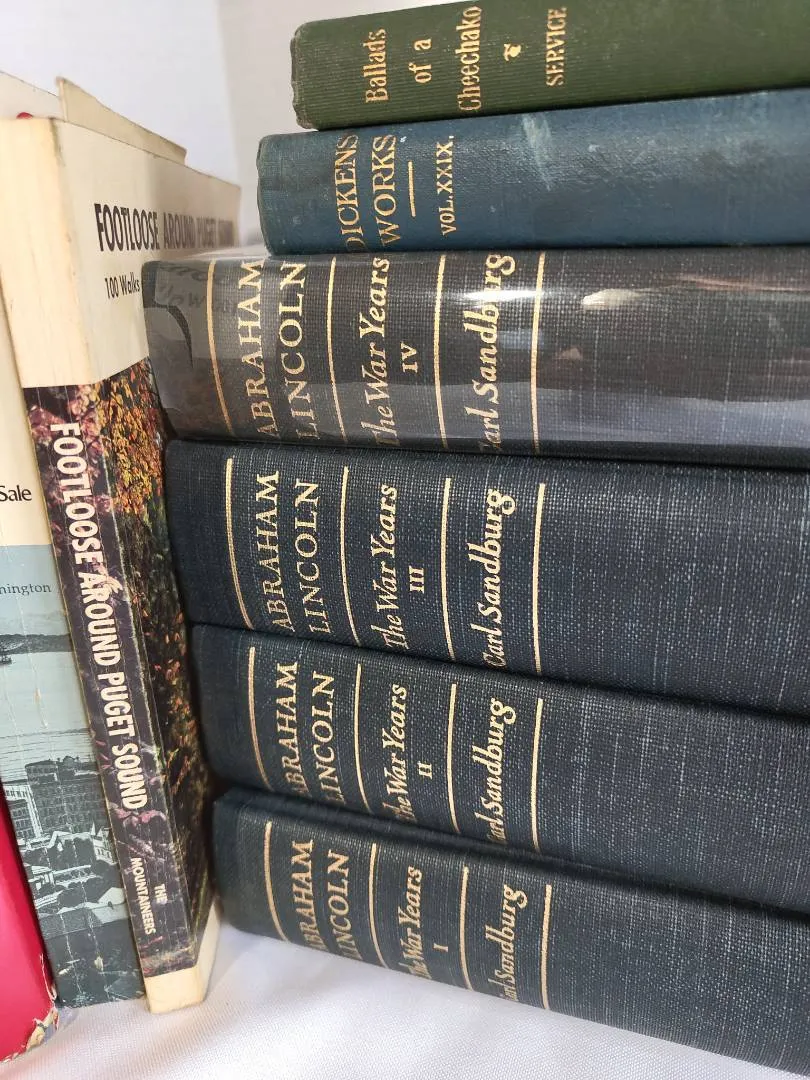 Ballads
of a
Cheechako
SERVICE
DICKENS
WORKS
VOL.XXIX.
ABRAHAM
LINCOLN
The War Years
IV
Carl Sandburg
ABRAHAM
LINCOLN
The War Years
III
Carl Sandburg
ABRAHAM
LINCOLN
The War Years
II
Carl Sandburg
ABRAHAM
LINCOLN
The War Years
I
Carl Sandburg
FOOTLOOSE AROUND PUGET SOUND
100 Walks
FOOTLOOSE AROUND PUGET SOUND
THE
MOUNTAINEERS
Sale
nington